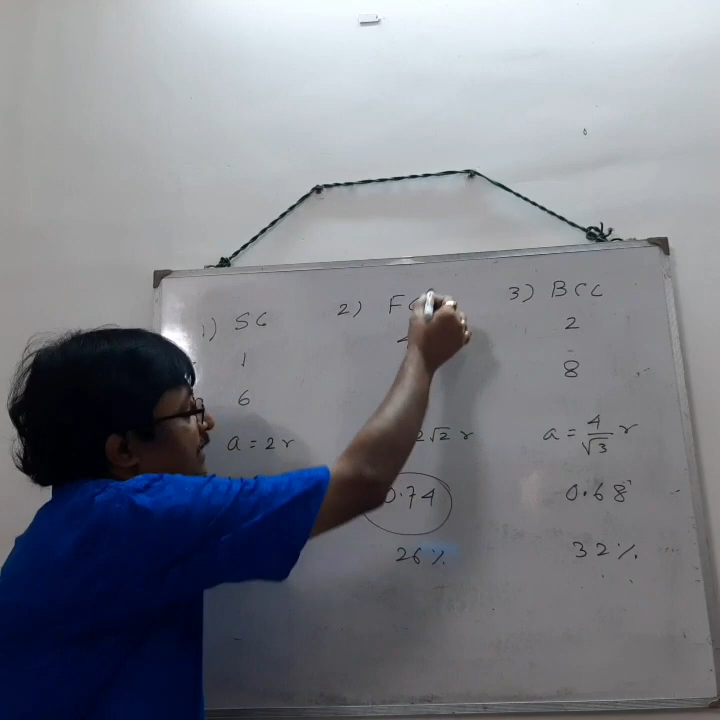 1) SC
1
6
a = 2r
2)
2√2 r
0.74
26%
3) BCC
2
8
a = 4/√3 r
0.68
32%